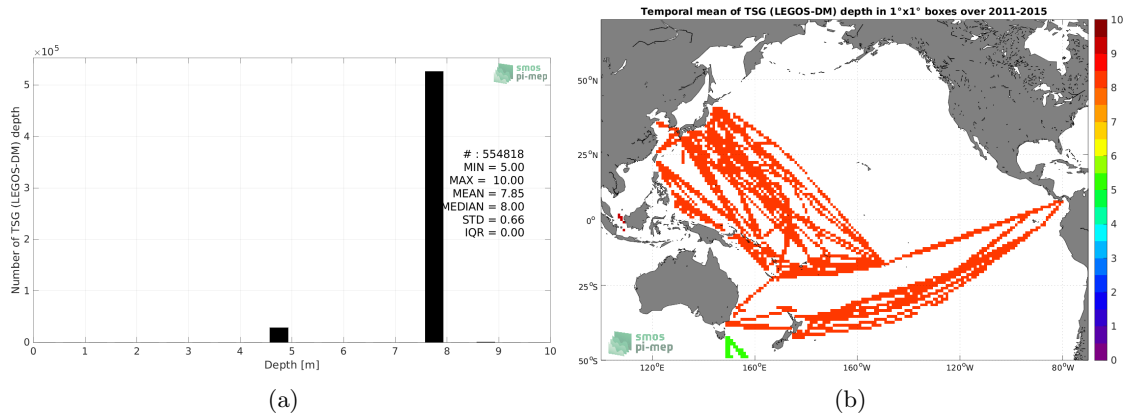 ×10^5
smos
pi-mep
5
4
3
2
1
0
Number of TSG (LEGOS-DM) depth
# : 554818
MIN = 5.00
MAX = 10.00
MEAN = 7.85
MEDIAN = 8.00
STD = 0.66
IQR = 0.00
0 1 2 3 4 5 6 7 8 9 10
Depth [m]
(a)
Temporal mean of TSG (LEGOS-DM) depth in 1°x1° boxes over 2011-2015
50°N
25°N
0°
25°S
50°S
120°E 160°E 160°W 120°W 80°W
smos
pi-mep
10
9
8
7
6
5
4
3
2
1
0
(b)